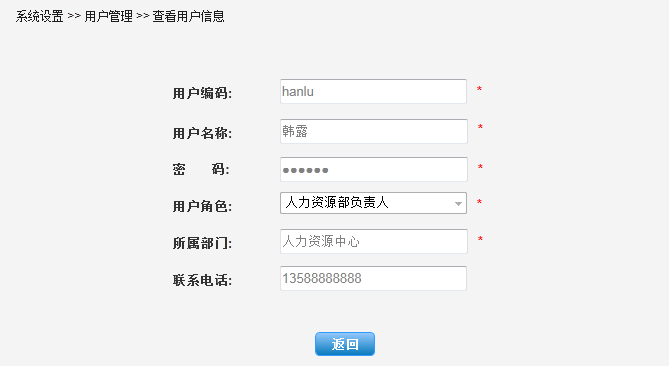 系统设置 >> 用户管理 >> 查看用户信息
用户编码: hanlu *
用户名称: 韩露 *
密 码: ●●●●●● *
用户角色: 人力资源部负责人 *
所属部门: 人力资源中心 *
联系电话: 13588888888
返回